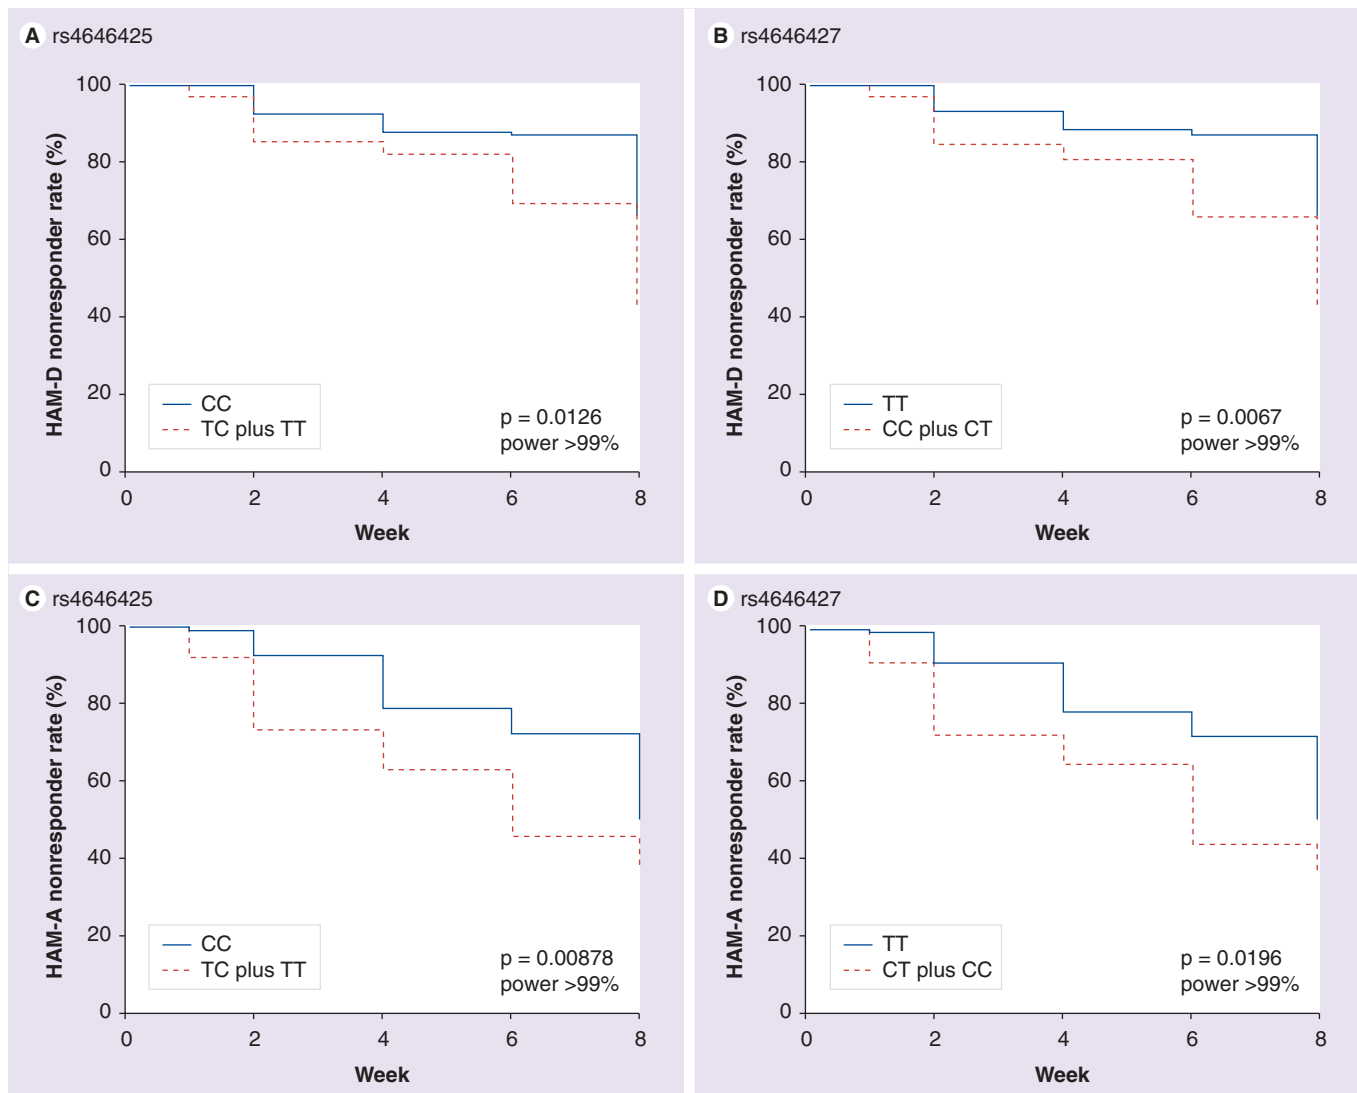 A rs4646425
HAM-D nonresponder rate (%)
100
80
60
40
20
0
CC
TC plus TT
p = 0.0126
power >99%
0 2 4 6 8
Week
B rs4646427
HAM-D nonresponder rate (%)
100
80
60
40
20
0
TT
CC plus CT
p = 0.0067
power >99%
0 2 4 6 8
Week
C rs4646425
HAM-A nonresponder rate (%)
100
80
60
40
20
0
CC
TC plus TT
p = 0.00878
power >99%
0 2 4 6 8
Week
D rs4646427
HAM-A nonresponder rate (%)
100
80
60
40
20
0
TT
CT plus CC
p = 0.0196
power >99%
0 2 4 6 8
Week